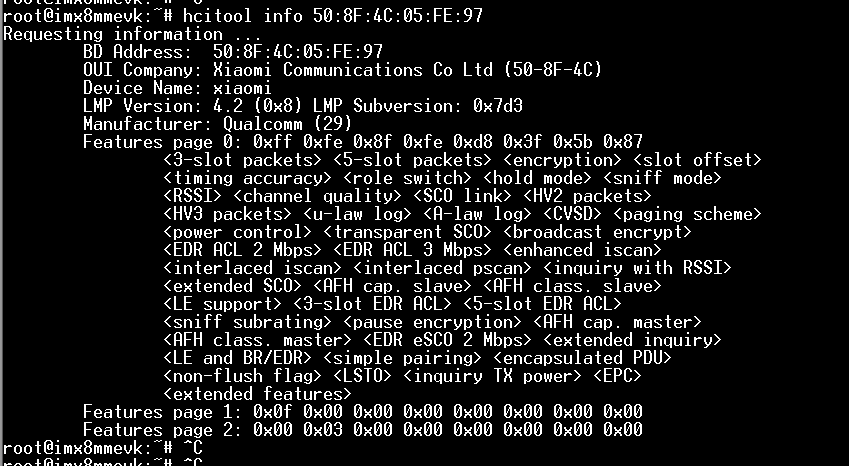 root@imx8mmevk:~# hcitool info 50:8F:4C:05:FE:97
Requesting information ...
BD Address:  50:8F:4C:05:FE:97
OUI Company: Xiaomi Communications Co Ltd (50-8F-4C)
Device Name: xiaomi
LMP Version: 4.2 (0x8) LMP Subversion: 0x7d3
Manufacturer: Qualcomm (29)
Features page 0: 0xff 0xfe 0x8f 0xfe 0xd8 0x3f 0x5b 0x87
<3-slot packets> <5-slot packets> <encryption> <slot offset>
<timing accuracy> <role switch> <hold mode> <sniff mode>
<RSSI> <channel quality> <SCO link> <HV2 packets>
<HV3 packets> <u-law log> <A-law log> <CVSD> <paging scheme>
<power control> <transparent SCO> <broadcast encrypt>
<EDR ACL 2 Mbps> <EDR ACL 3 Mbps> <enhanced iscan>
<interlaced iscan> <interlaced pscan> <inquiry with RSSI>
<extended SCO> <AFH cap. slave> <AFH class. slave>
<LE support> <3-slot EDR ACL> <5-slot EDR ACL>
<sniff subrating> <pause encryption> <AFH cap. master>
<AFH class. master> <EDR eSCO 2 Mbps> <extended inquiry>
<LE and BR/EDR> <simple pairing> <encapsulated PDU>
<non-flush flag> <LSTO> <inquiry TX power> <EPC>
<extended features>
Features page 1: 0x0f 0x00 0x00 0x00 0x00 0x00 0x00 0x00
Features page 2: 0x00 0x03 0x00 0x00 0x00 0x00 0x00 0x00
root@imx8mmevk:~# ^C
root@imx8mmevk:~# ^C